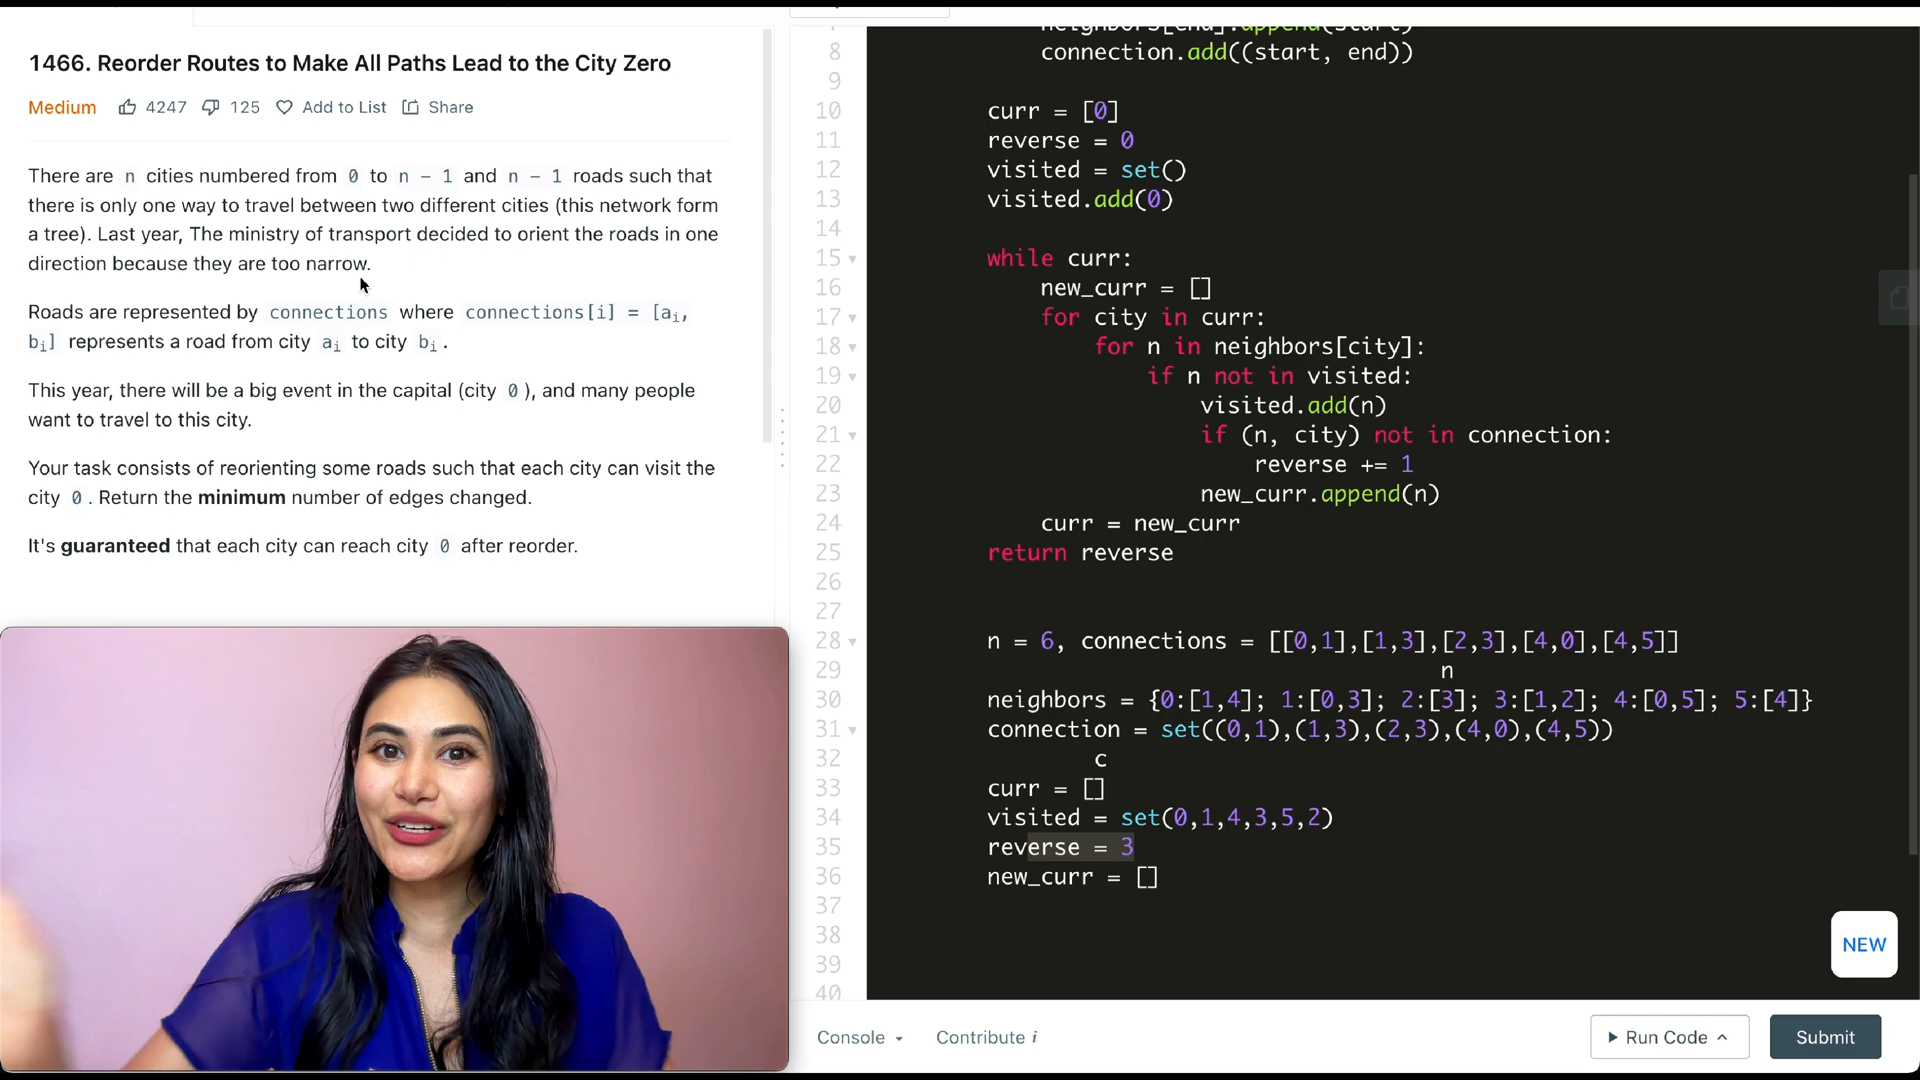 1466. Reorder Routes to Make All Paths Lead to the City Zero
Medium 4247 125 Add to List Share
There are n cities numbered from 0 to n - 1 and n - 1 roads such that
there is only one way to travel between two different cities (this network form
a tree). Last year, The ministry of transport decided to orient the roads in one
direction because they are too narrow.
Roads are represented by connections where connections[i] = [ai,
bi] represents a road from city ai to city bi.
This year, there will be a big event in the capital (city 0), and many people
want to travel to this city.
Your task consists of reorienting some roads such that each city can visit the
city 0. Return the minimum number of edges changed.
It's guaranteed that each city can reach city 0 after reorder.
neighbors[end].append(start)
8 connection.add((start, end))
9
10 curr = [0]
11 reverse = 0
12 visited = set()
13 visited.add(0)
14
15 while curr:
16 new_curr = []
17 for city in curr:
18 for n in neighbors[city]:
19 if n not in visited:
20 visited.add(n)
21 if (n, city) not in connection:
22 reverse += 1
23 new_curr.append(n)
24 curr = new_curr
25 return reverse
26
27
28 n = 6, connections = [[0,1],[1,3],[2,3],[4,0],[4,5]]
29 n
30 neighbors = {0:[1,4]; 1:[0,3]; 2:[3]; 3:[1,2]; 4:[0,5]; 5:[4]}
31 connection = set((0,1),(1,3),(2,3),(4,0),(4,5))
32 c
33 curr = []
34 visited = set(0,1,4,3,5,2)
35 reverse = 3
36 new_curr = []
37
38
39
40
NEW
Console Contribute i Run Code Submit